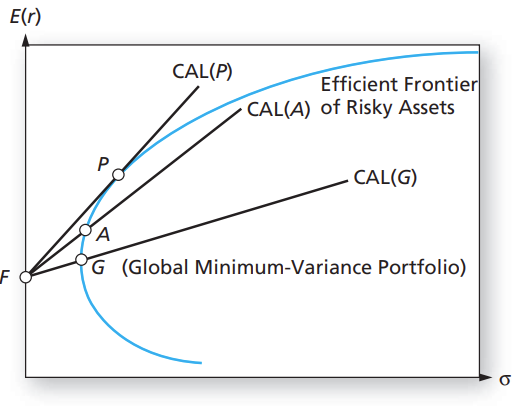 E(r)
CAL(P)
Efficient Frontier
CAL(A) of Risky Assets
P
CAL(G)
A
G (Global Minimum-Variance Portfolio)
F
σ